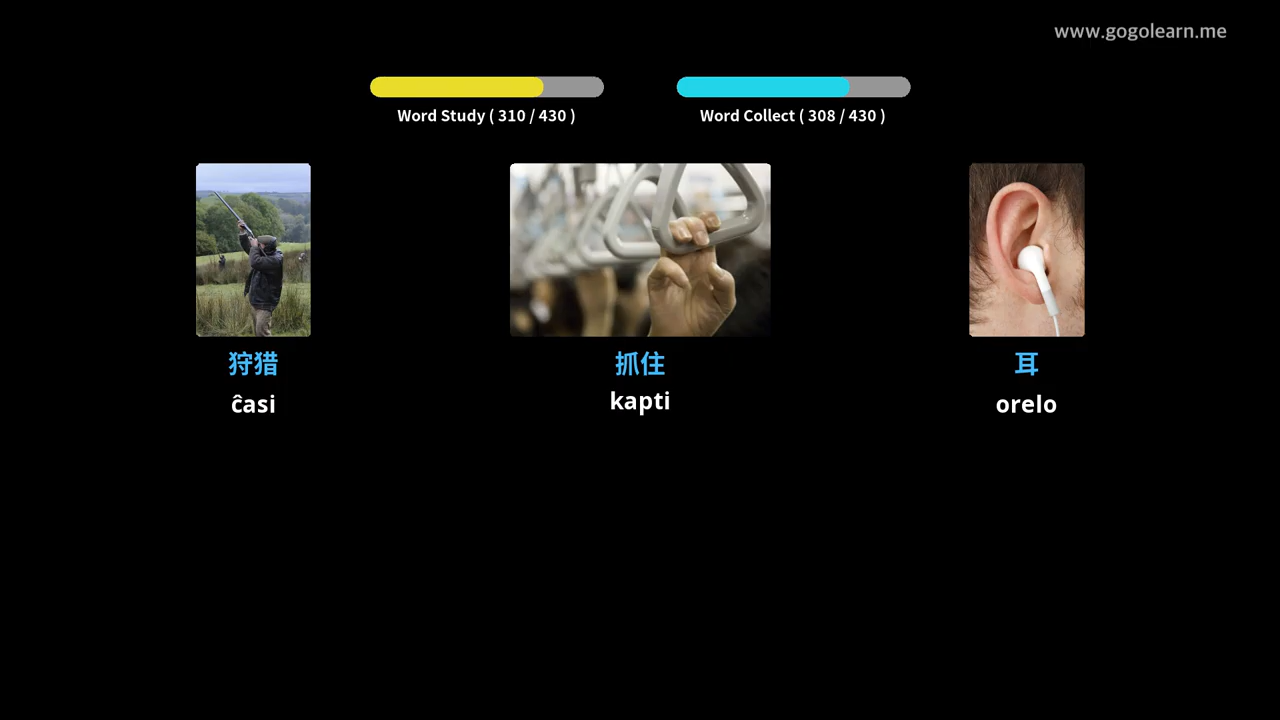 www.gogolearn.me
Word Study ( 310 / 430 )
Word Collect ( 308 / 430 )
狩猎
抓住
耳
ĉasi
kapti
orelo